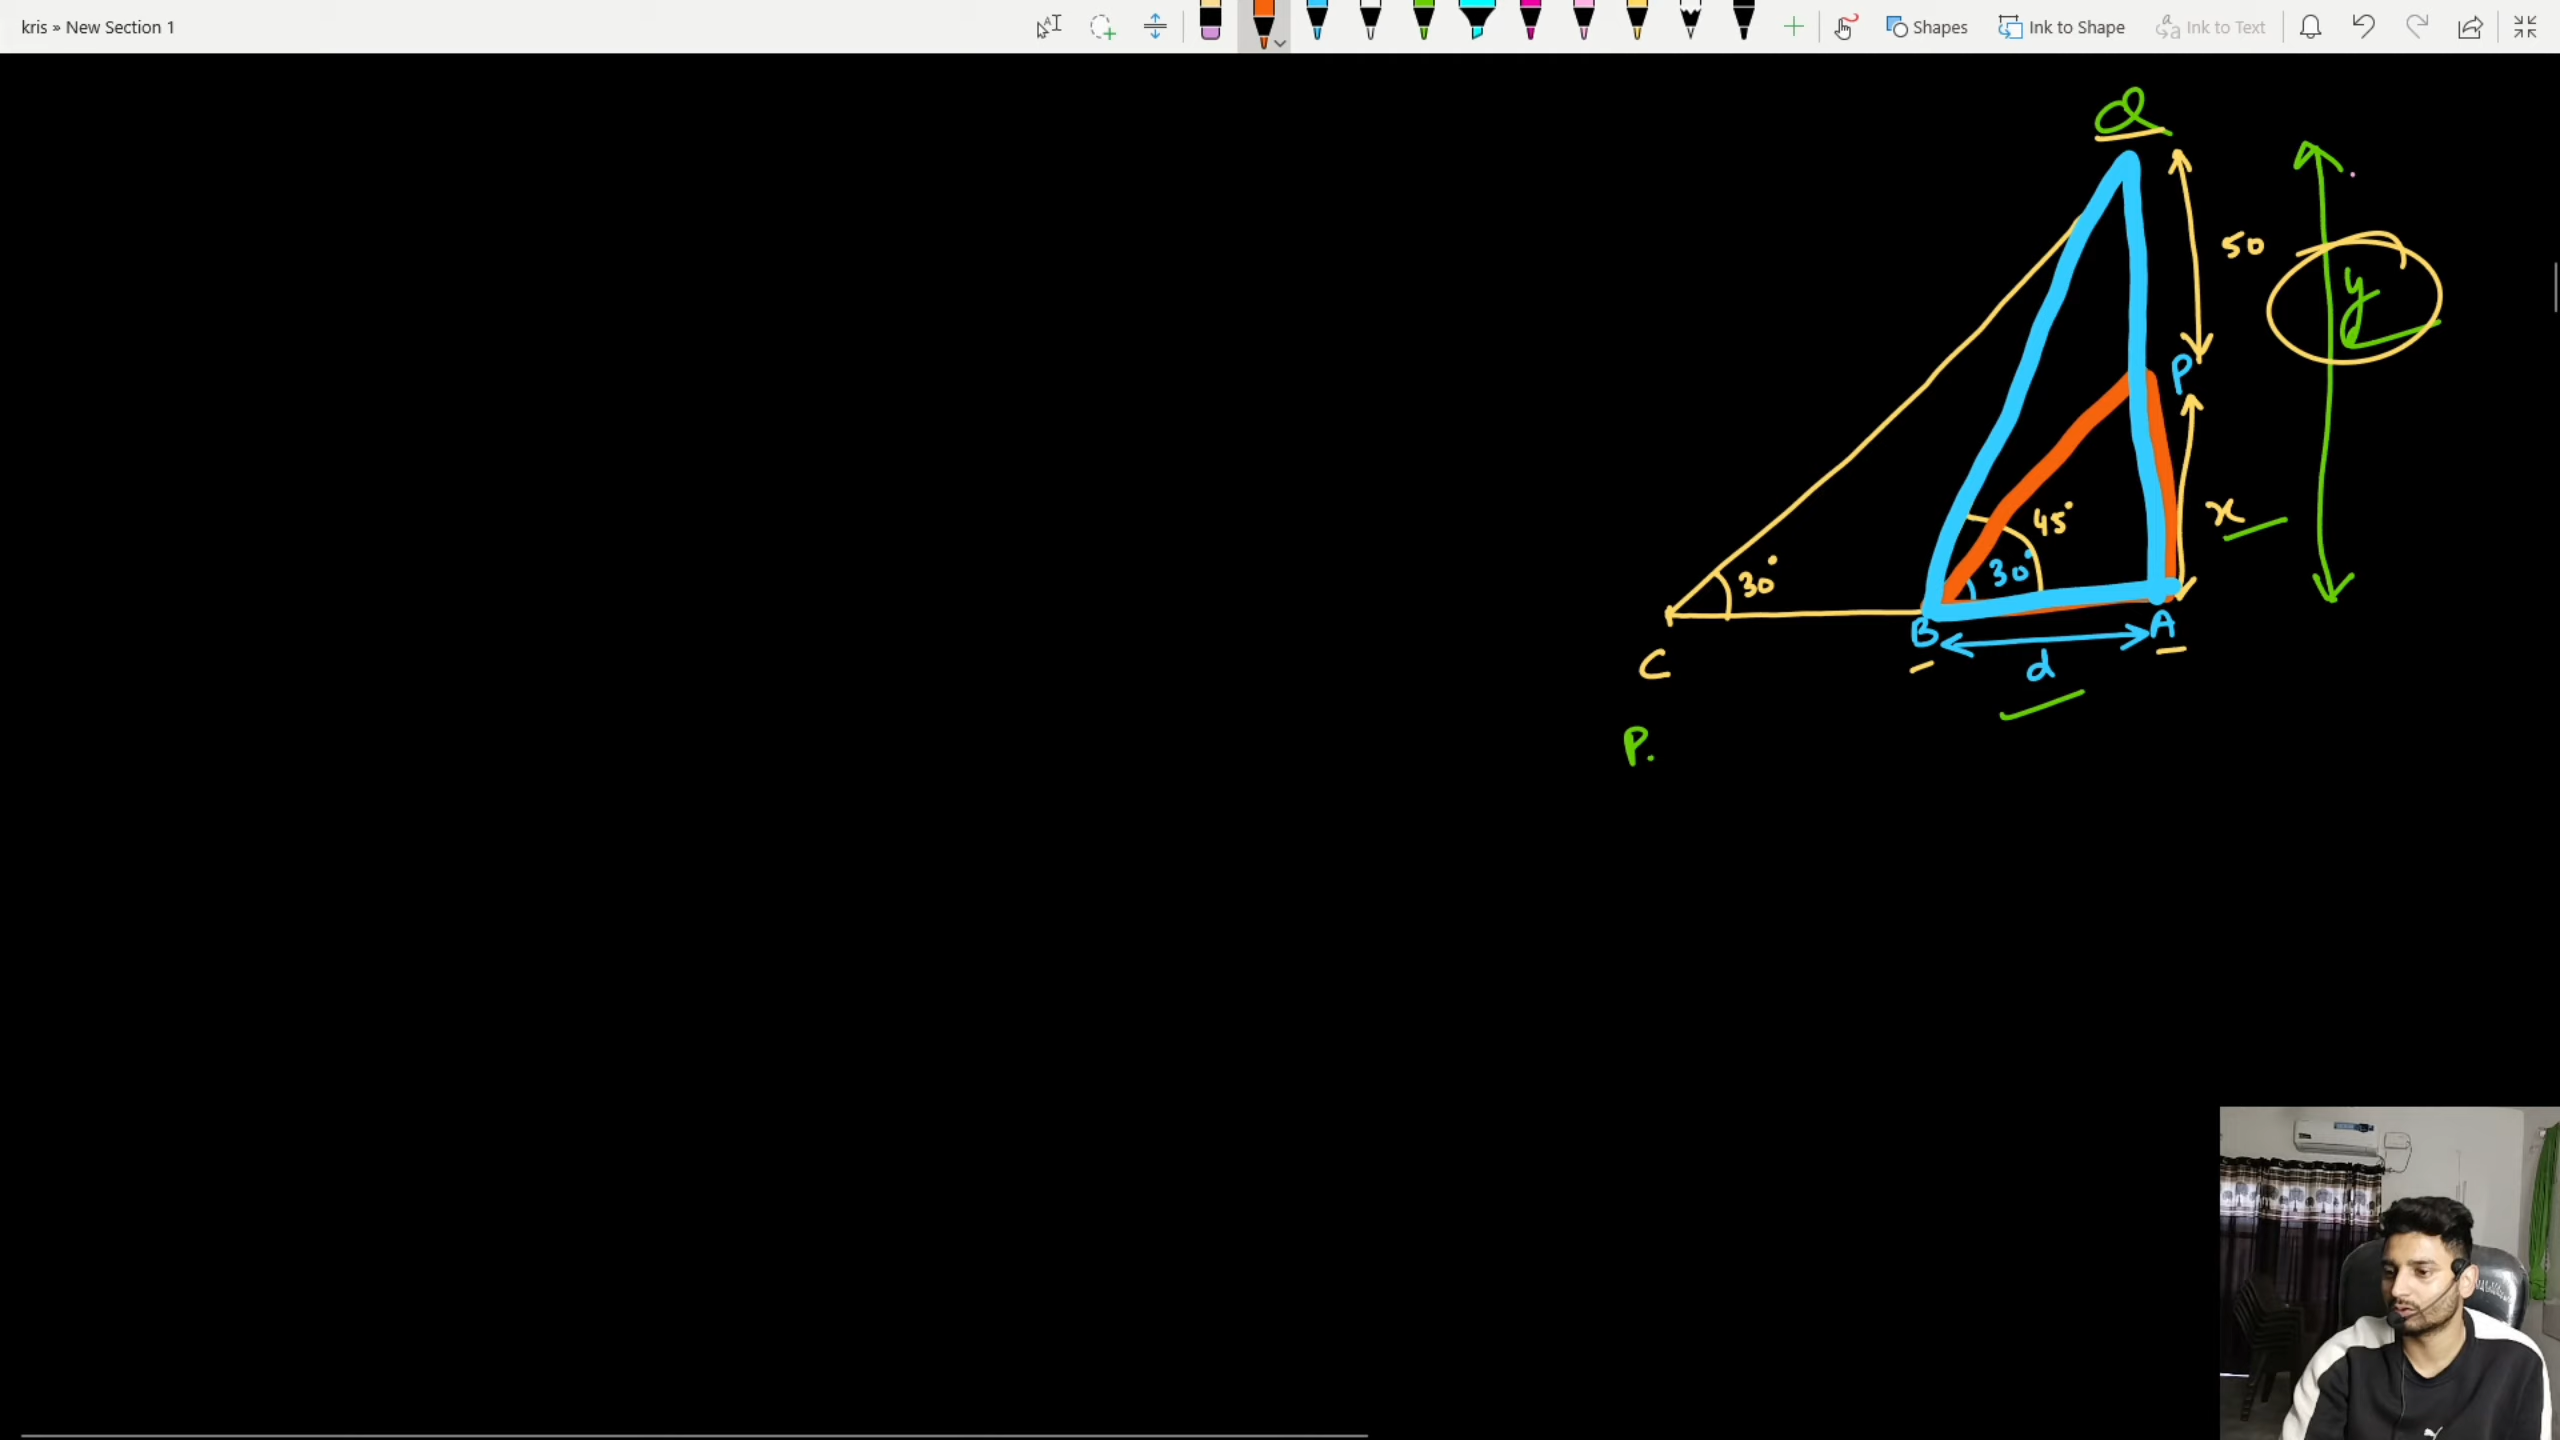 kris » New Section 1
Shapes
Ink to Shape
Ink to Text
Q
50
y
P
45°
x
30°
30°
B
A
C
d
P.